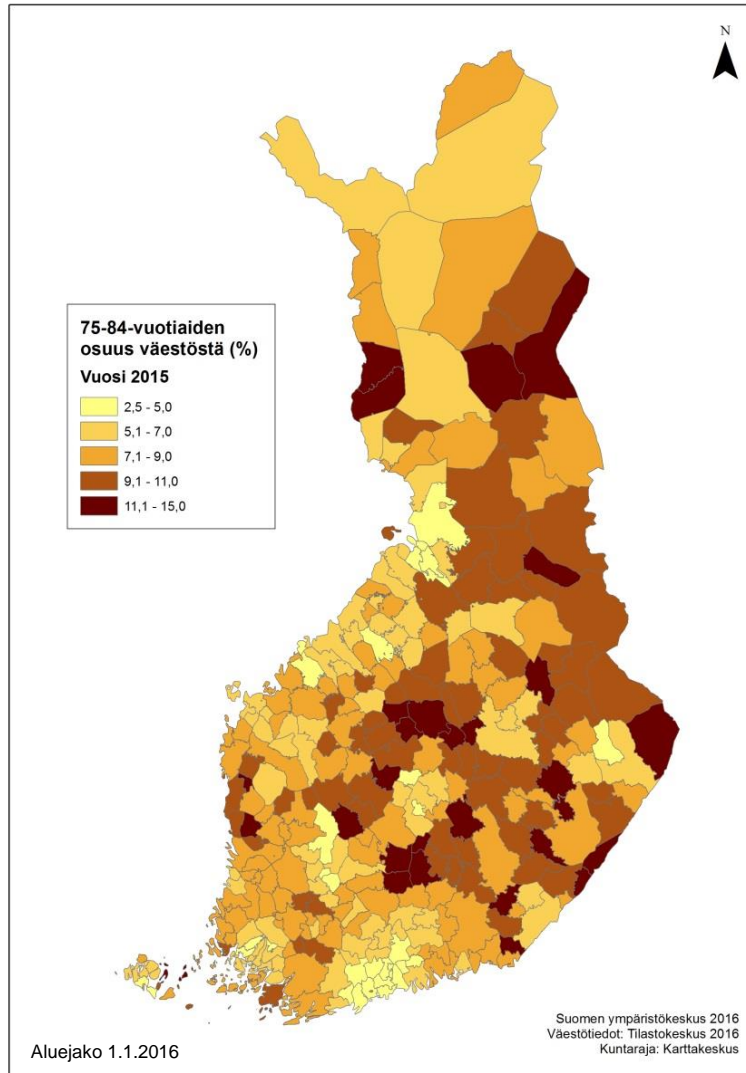 N
75-84-vuotiaiden
osuus väestöstä (%)
Vuosi 2015
2,5 - 5,0
5,1 - 7,0
7,1 - 9,0
9,1 - 11,0
11,1 - 15,0
Suomen ympäristökeskus 2016
Väestötiedot: Tilastokeskus 2016
Kuntaraja: Karttakeskus
Aluejako 1.1.2016